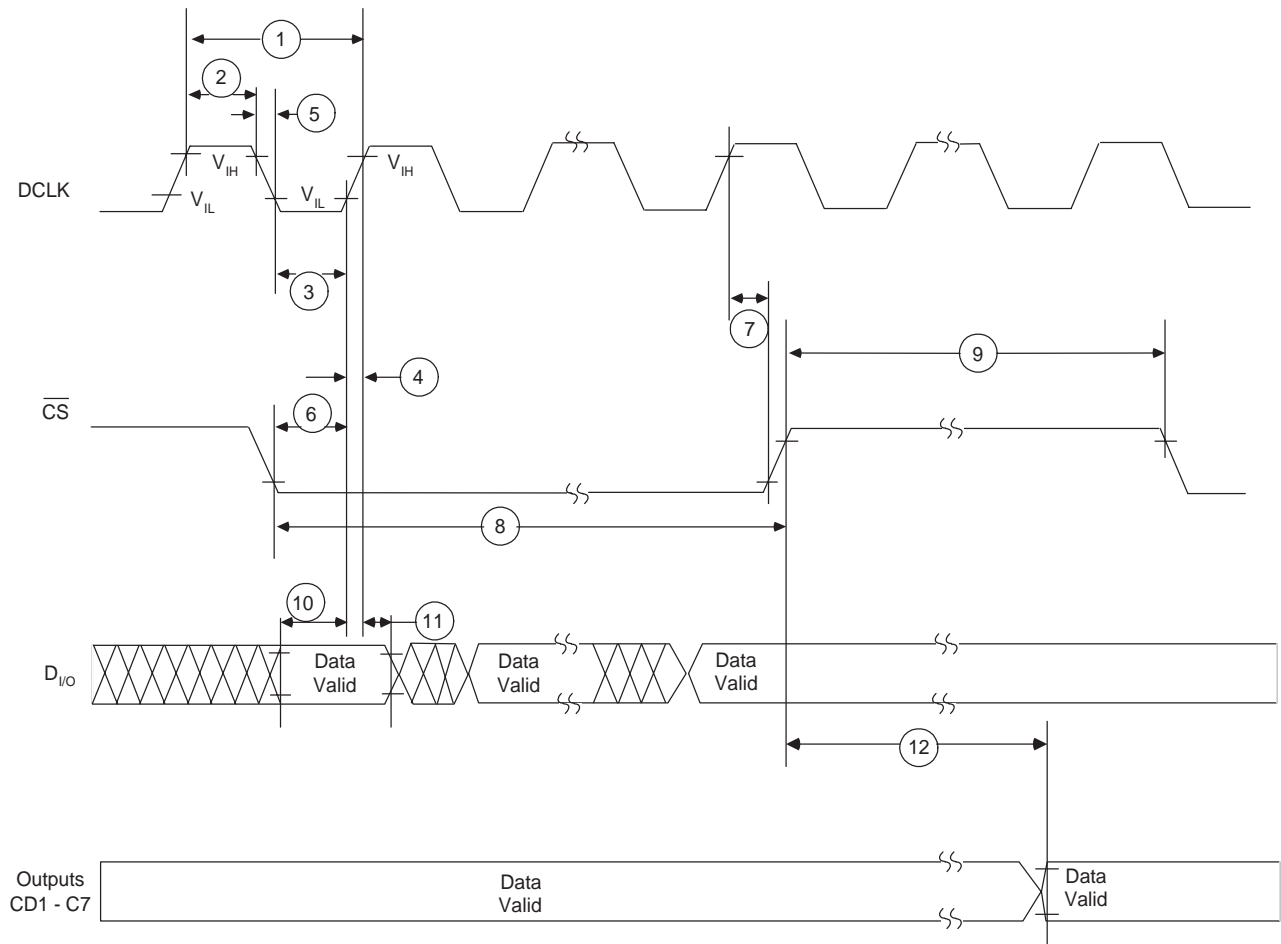 1
2
5
V_IH
V_IH
DCLK
V_IL
V_IL
3
7
9
4
CS
6
8
10
11
D_I/O
Data
Valid
Data
Valid
Data
Valid
12
Outputs
CD1 - C7
Data
Valid
Data
Valid